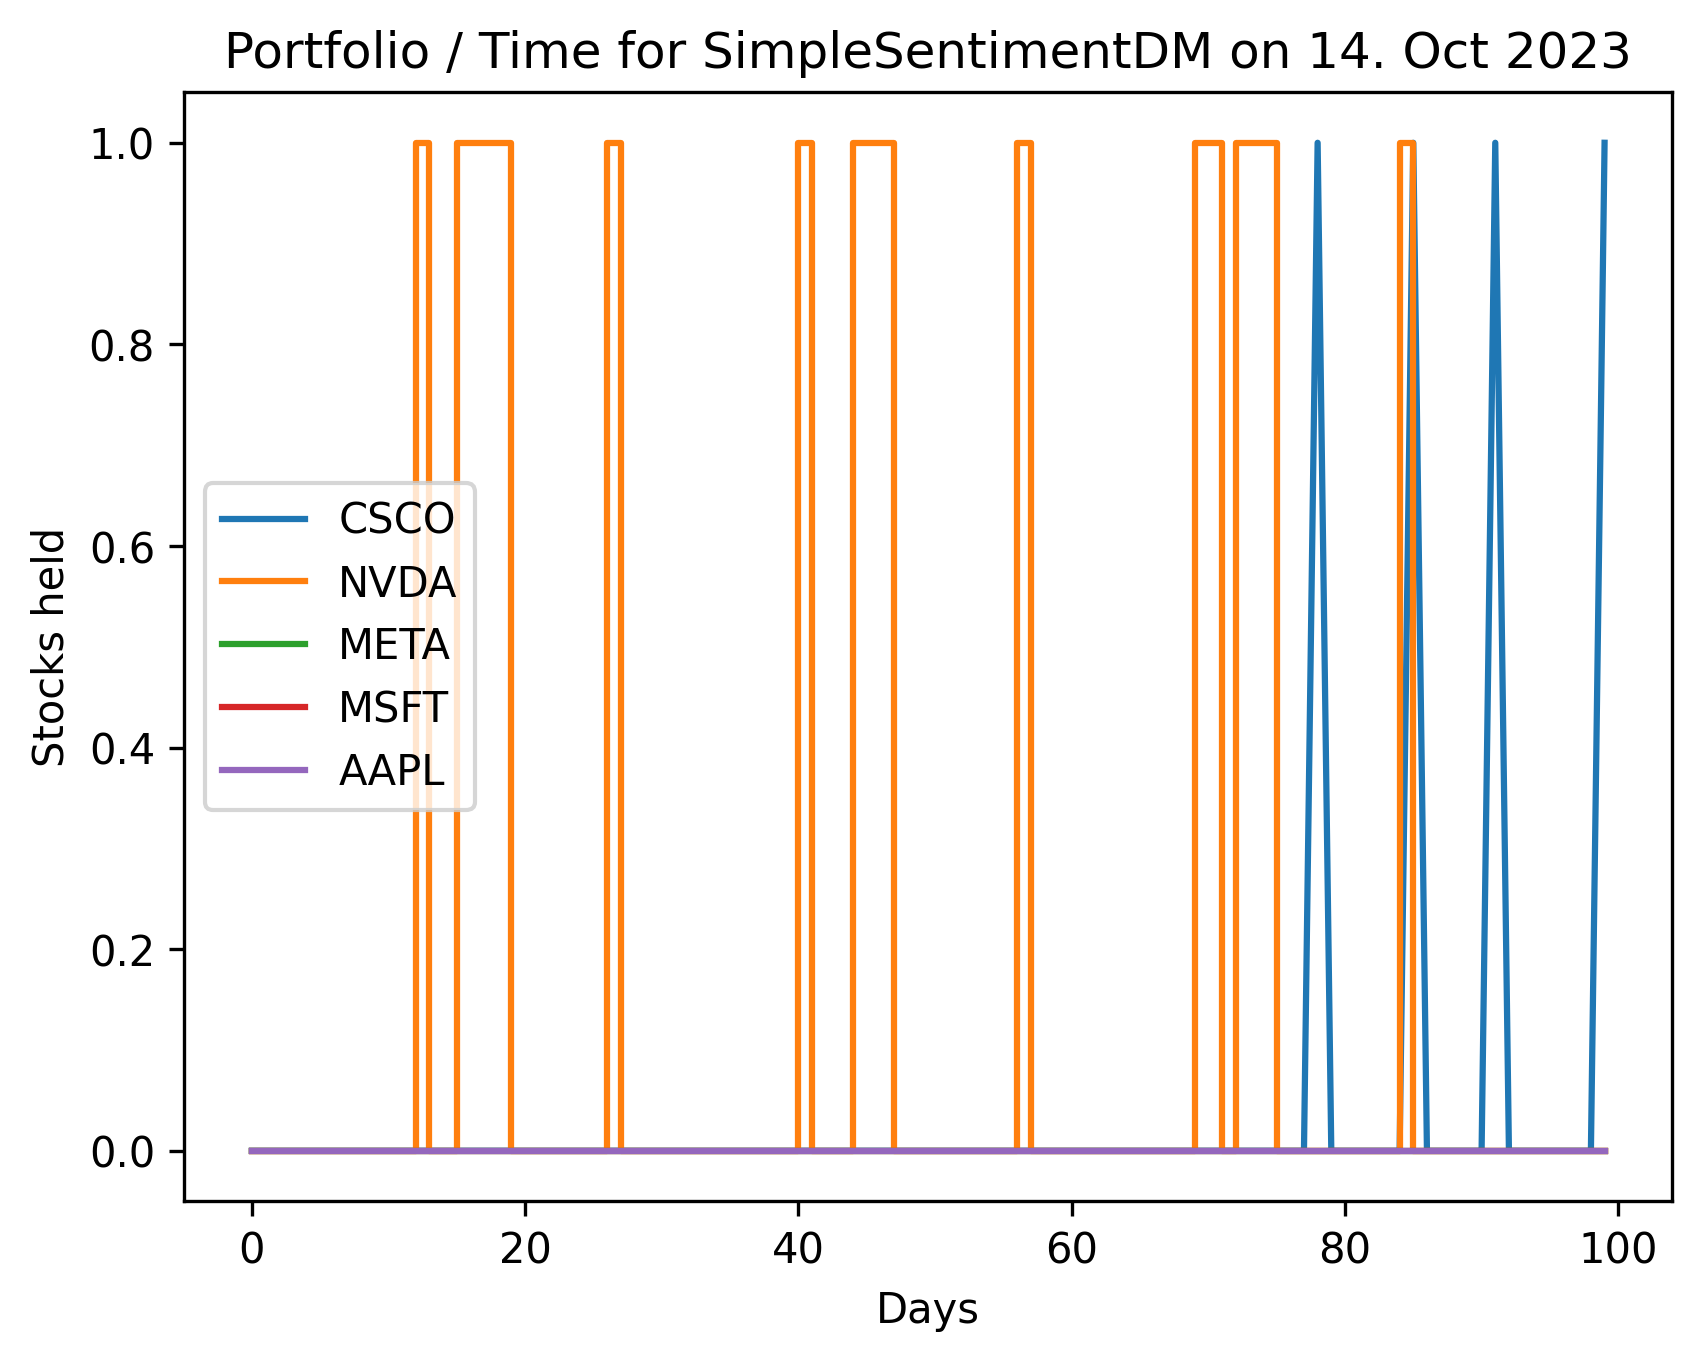 Portfolio / Time for SimpleSentimentDM on 14. Oct 2023
1.0
0.8
0.6
0.4
0.2
0.0
Stocks held
CSCO
NVDA
META
MSFT
AAPL
0 20 40 60 80 100
Days